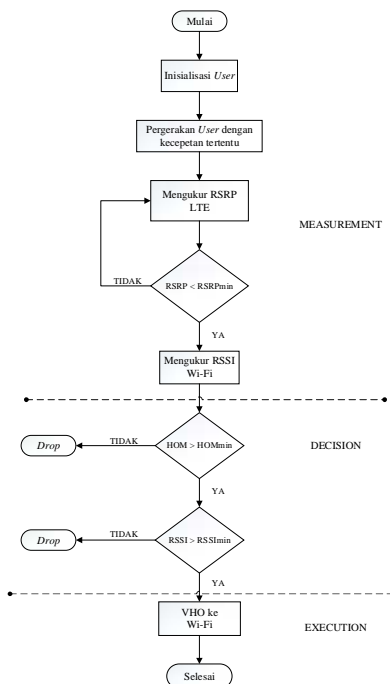 Mulai
Inisialisasi User
Pergerakan User dengan
kecepetan tertentu
Mengukur RSRP
LTE
MEASUREMENT
TIDAK
RSRP < RSRPmin
YA
Mengukur RSSI
Wi-Fi
Drop
TIDAK
HOM > HOMmin
DECISION
YA
Drop
TIDAK
RSSI > RSSImin
YA
VHO ke
Wi-Fi
EXECUTION
Selesai